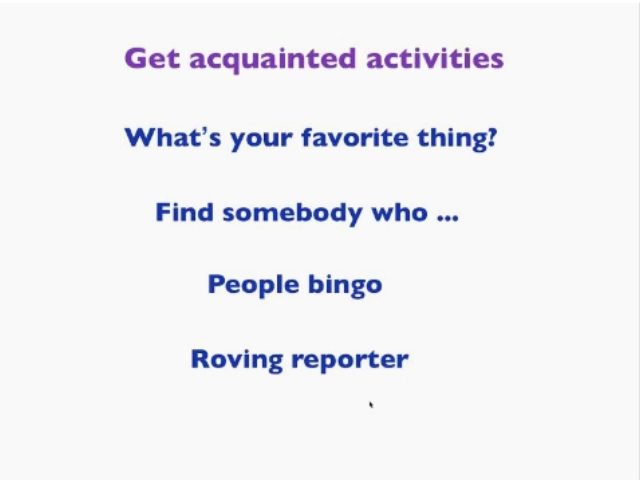 Get acquainted activities
What's your favorite thing?
Find somebody who ...
People bingo
Roving reporter